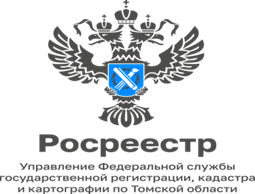 Росреестр
Управление Федеральной службы
государственной регистрации, кадастра
и картографии по Томской области